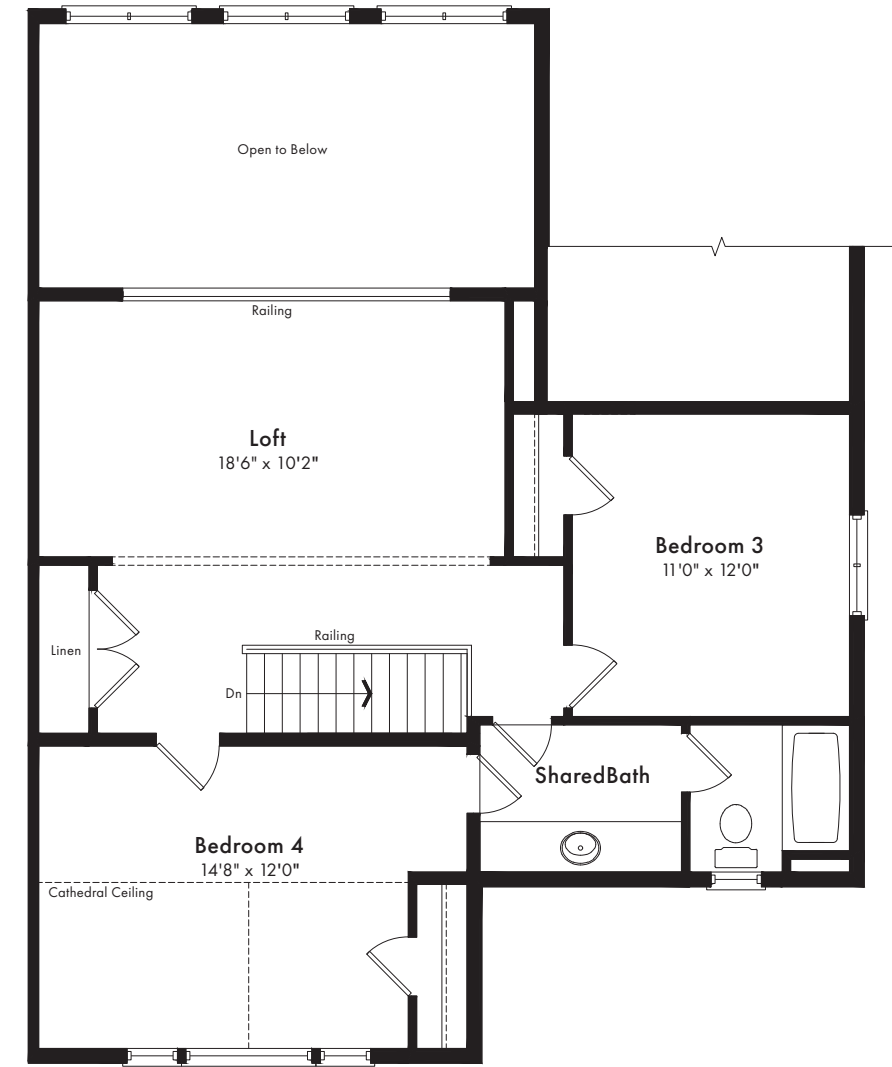 Open to Below
Railing
Loft
18'6" x 10'2"
Bedroom 3
11'0" x 12'0"
Linen
Railing
Dn
SharedBath
Bedroom 4
14'8" x 12'0"
Cathedral Ceiling